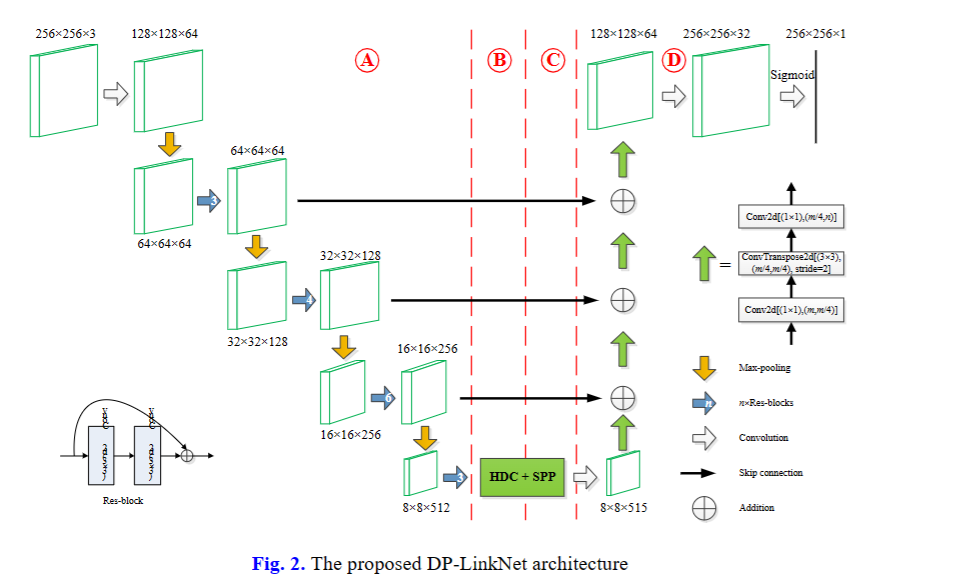 256×256×3
128×128×64
128×128×64
256×256×32
256×256×1
A
B
C
D
Sigmoid
64×64×64
3
64×64×64
32×32×128
4
32×32×128
16×16×256
6
16×16×256
3
8×8×512
HDC + SPP
8×8×515
Conv2d[(1×1),(m/4,n)]
=
ConvTranspose2d[(3×3),
(m/4,m/4), stride=2]
Conv2d[(1×1),(m,m/4)]
Max-pooling
n
n×Res-blocks
Convolution
Skip connection
Addition
Res-block
Fig. 2. The proposed DP-LinkNet architecture